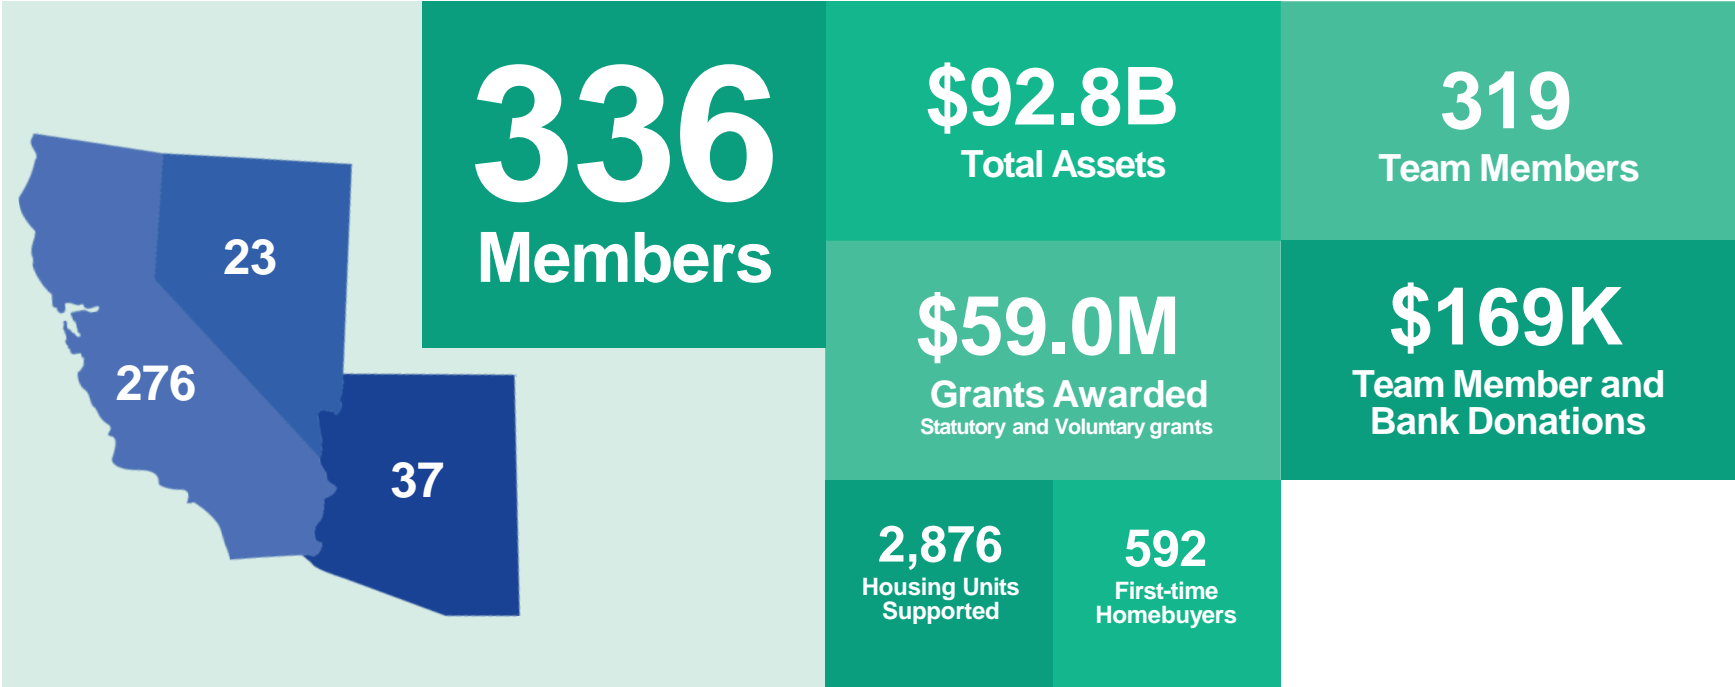 23
276
37
336
Members
$92.8B
Total Assets
319
Team Members
$59.0M
Grants Awarded
Statutory and Voluntary grants
$169K
Team Member and
Bank Donations
2,876
Housing Units
Supported
592
First-time
Homebuyers